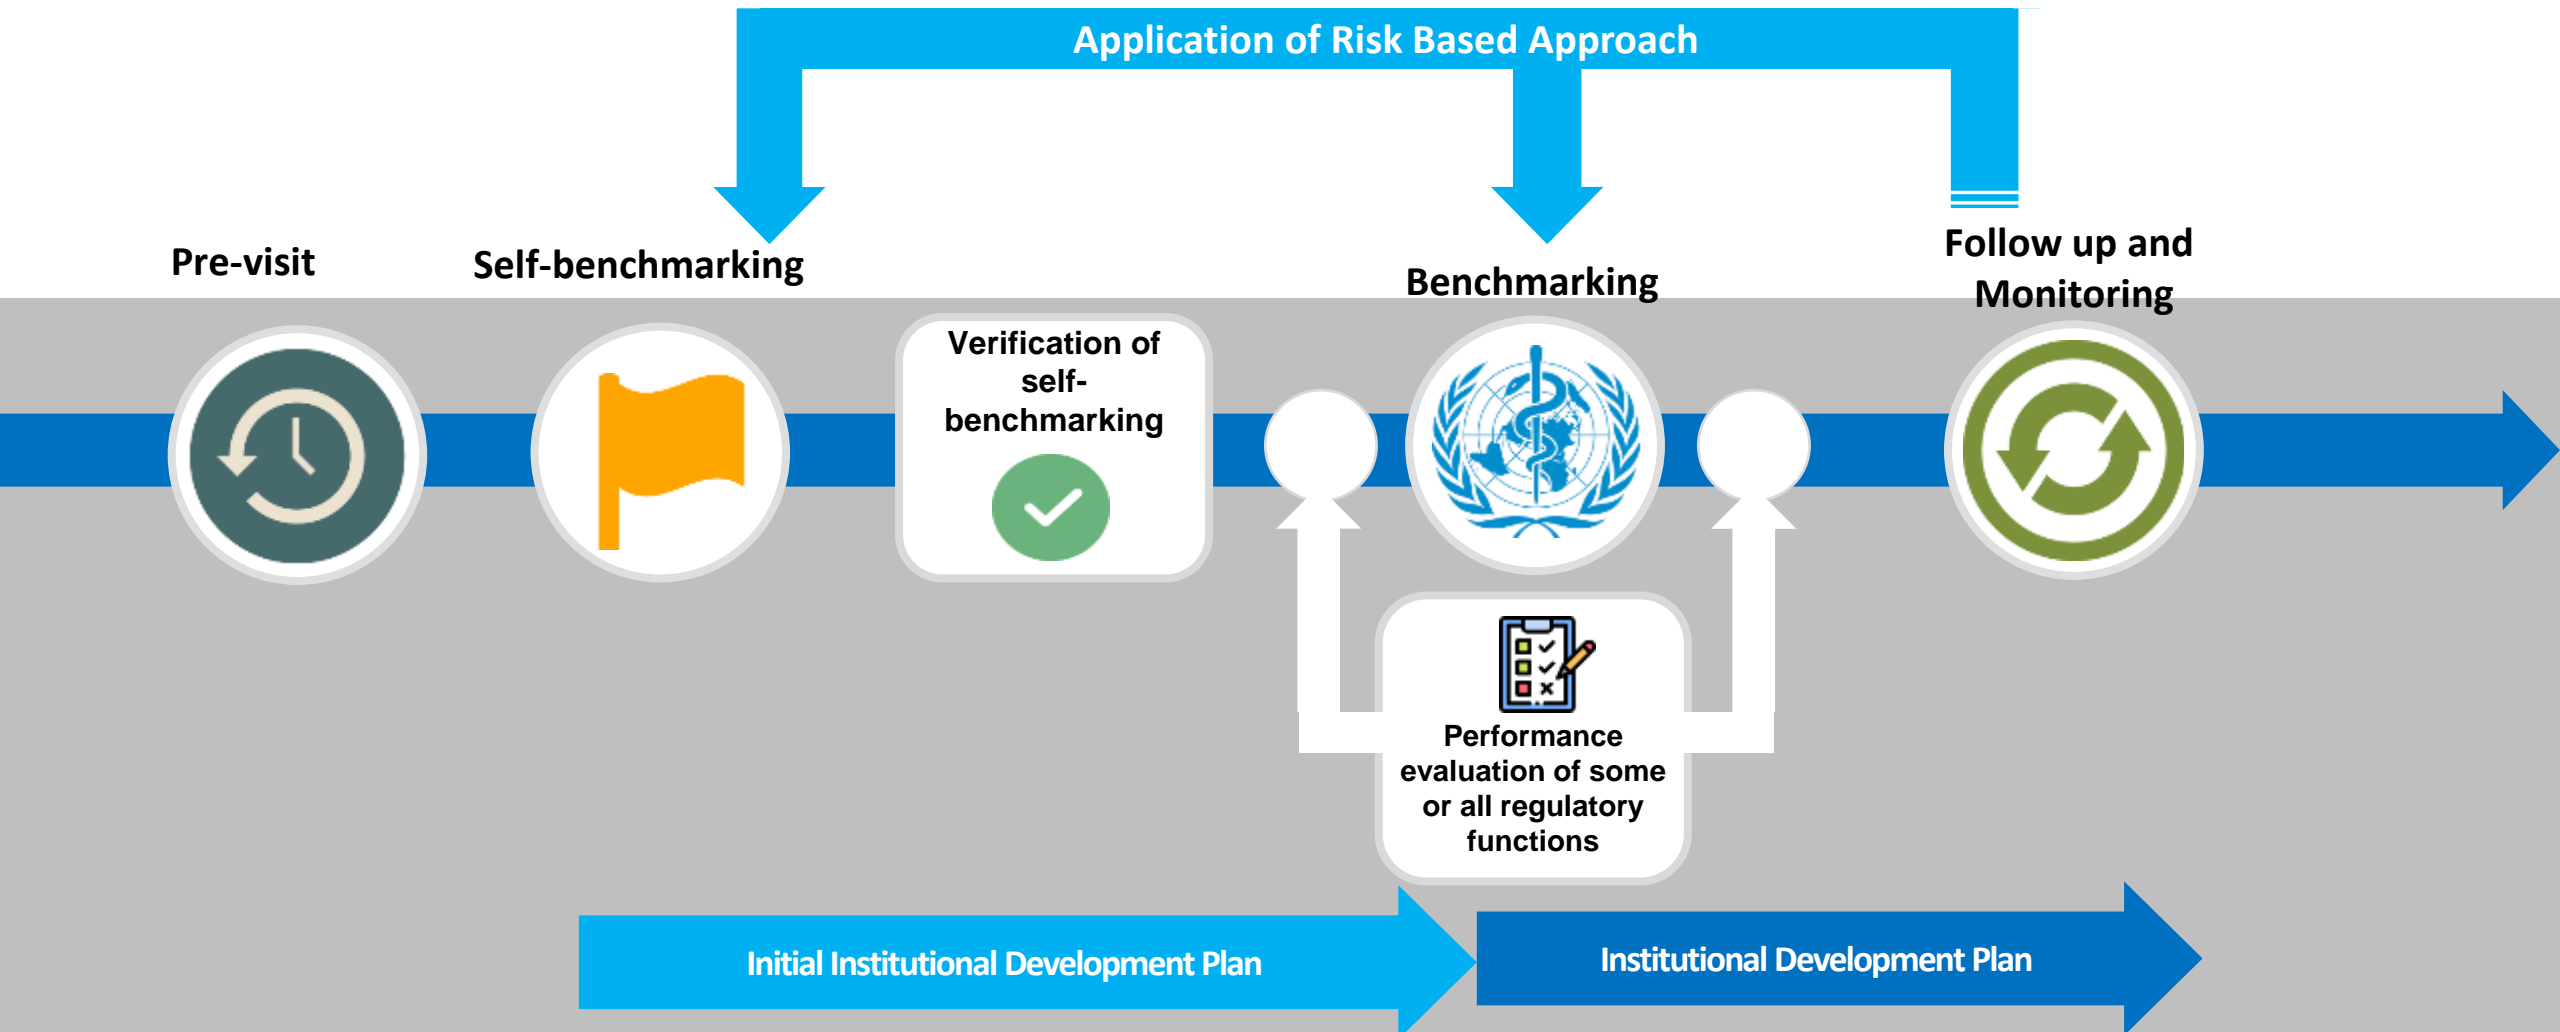 Application of Risk Based Approach
Pre-visit
Self-benchmarking
Benchmarking
Follow up and
Monitoring
Verification of
self-
benchmarking
Performance
evaluation of some
or all regulatory
functions
Initial Institutional Development Plan
Institutional Development Plan